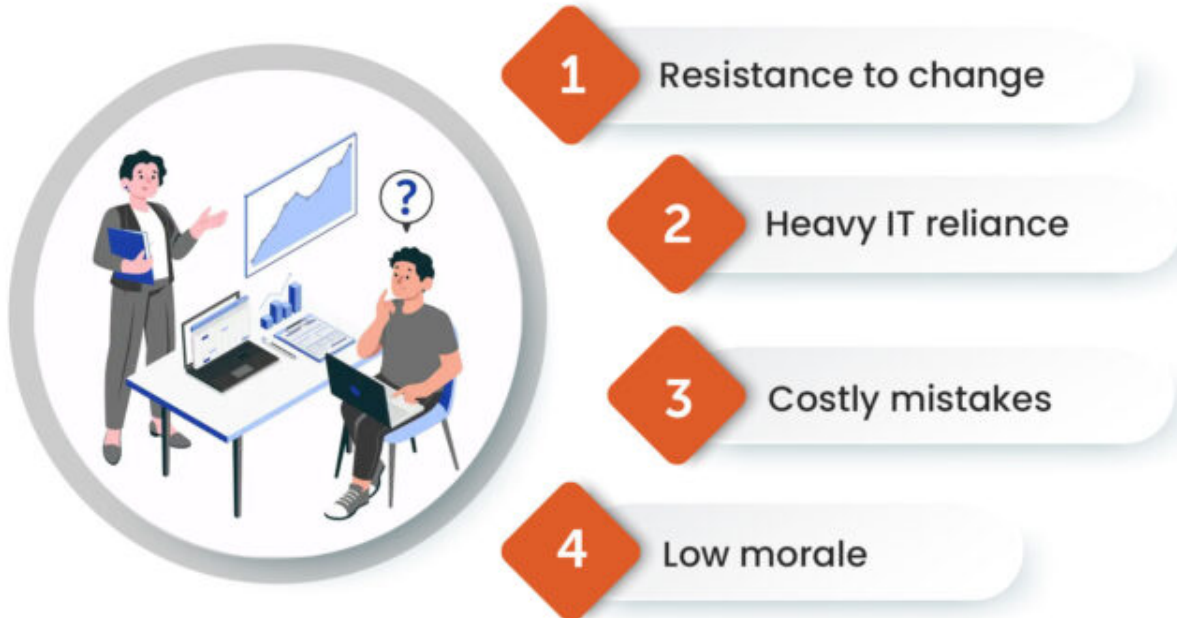 1 Resistance to change
?
2 Heavy IT reliance
3 Costly mistakes
4 Low morale